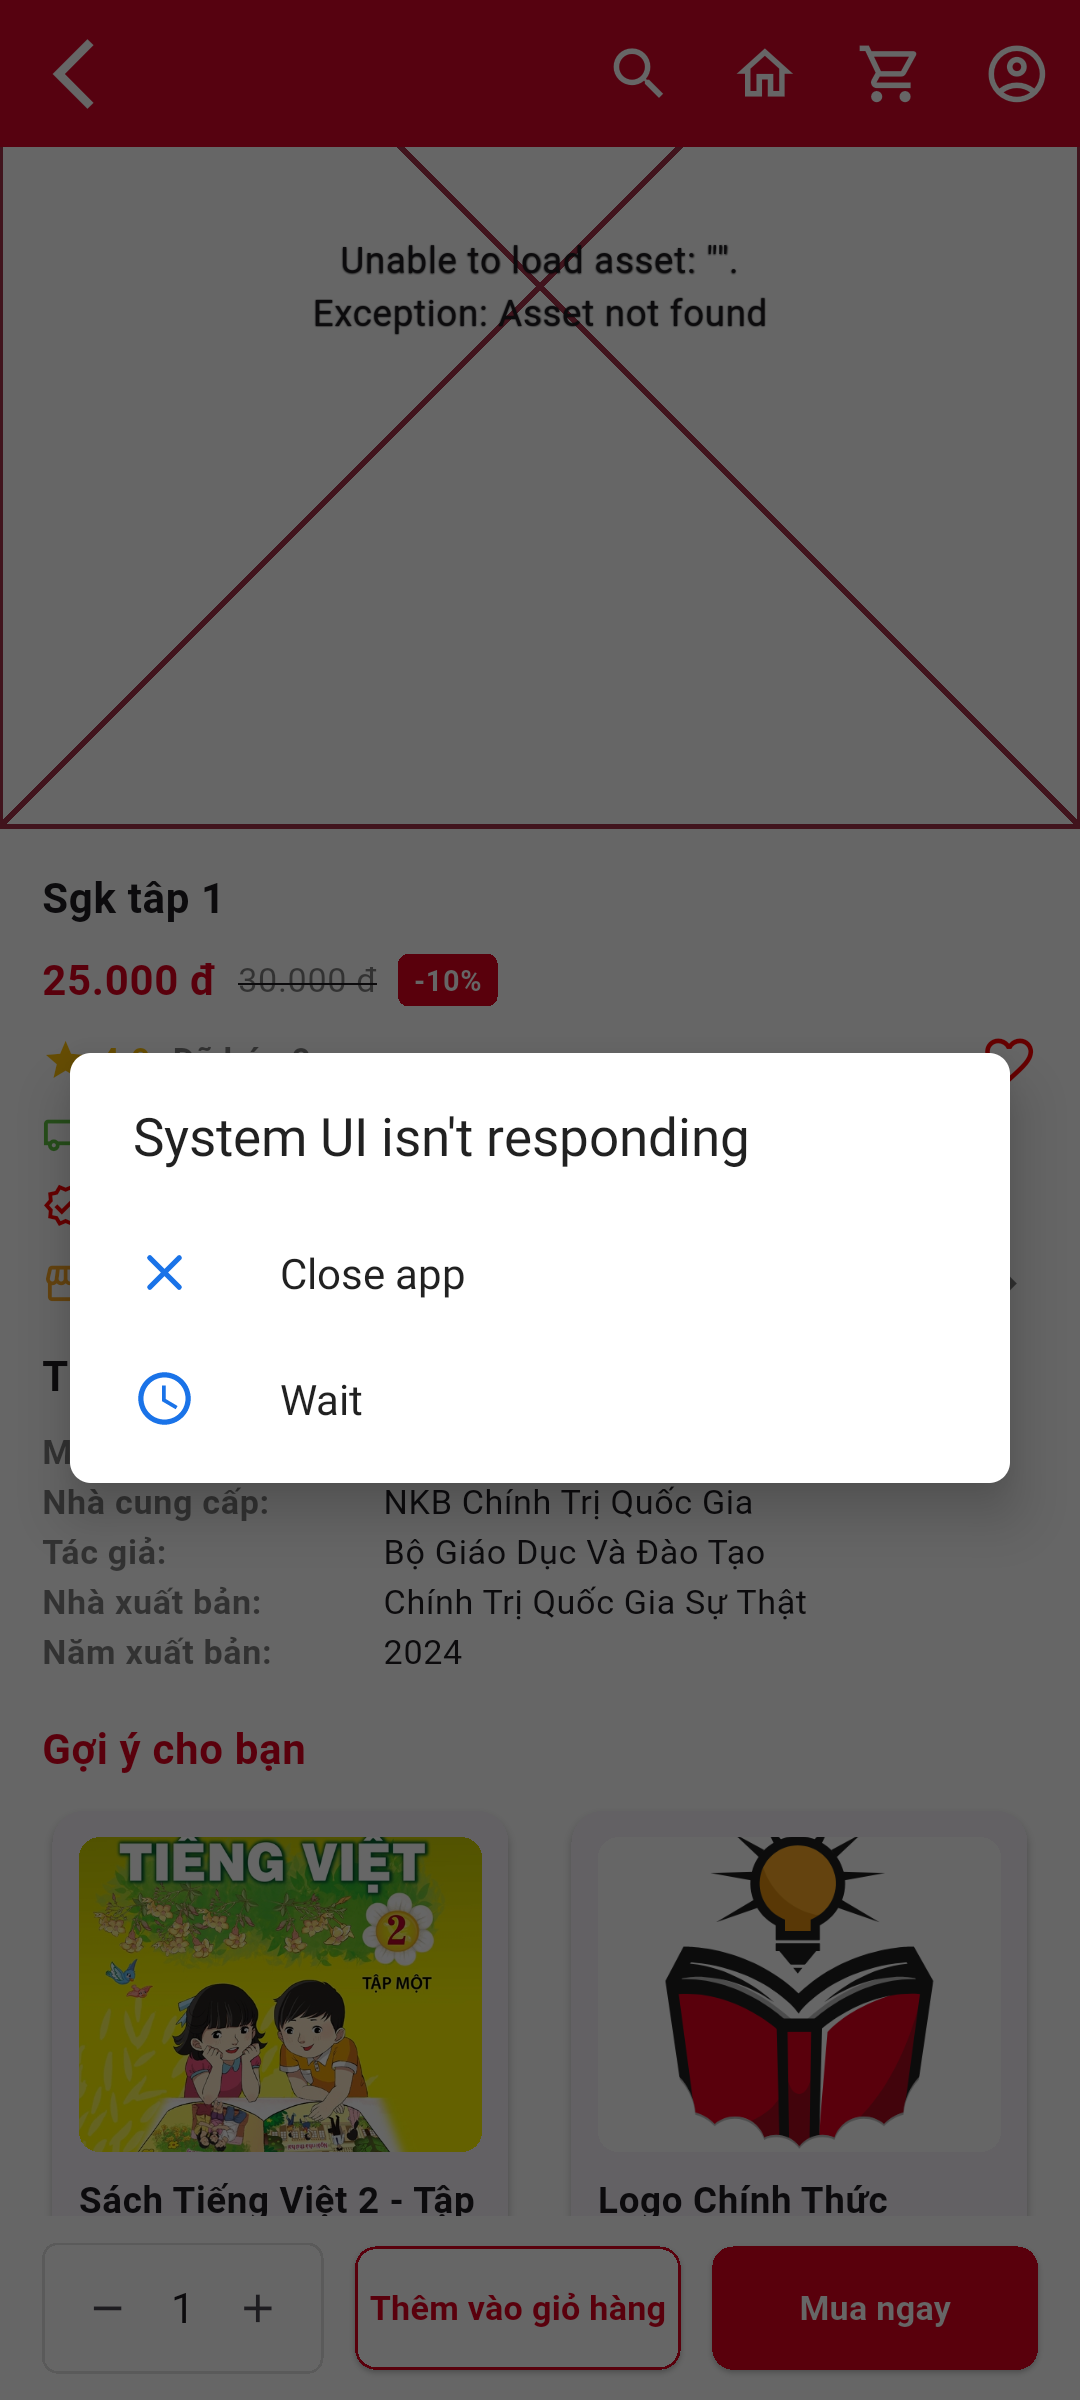 Unable to load asset: "".
Exception: Asset not found
Sgk tâp 1
25.000 đ 30.000 đ -10%
System UI isn't responding
Close app
Wait
Nhà cung cấp: NKB Chính Trị Quốc Gia
Tác giả: Bộ Giáo Dục Và Đào Tạo
Nhà xuất bản: Chính Trị Quốc Gia Sự Thật
Năm xuất bản: 2024
Gợi ý cho bạn
TIẾNG VIỆT
2
TẬP MỘT
Sách Tiếng Việt 2 - Tập
Logo Chính Thức
1
Thêm vào giỏ hàng
Mua ngay